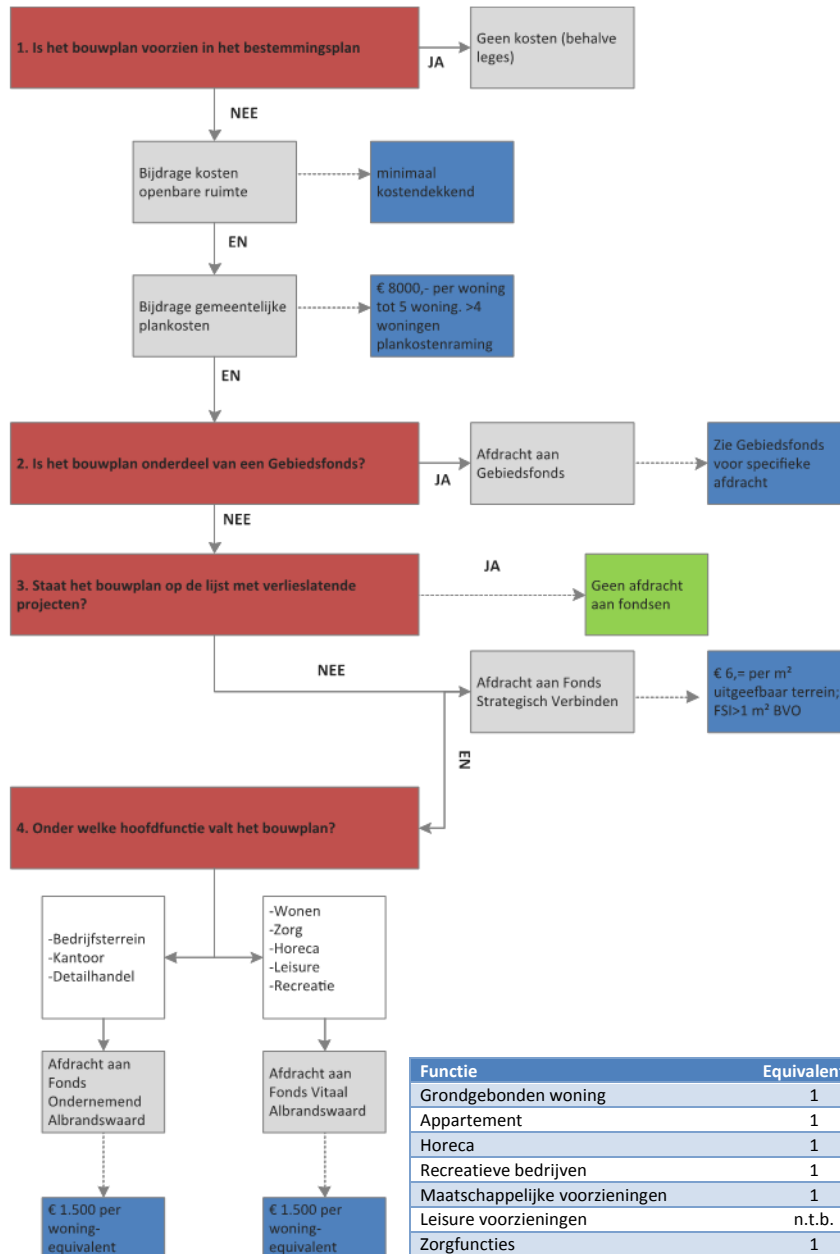 1. Is het bouwplan voorzien in het bestemmingsplan
JA
Geen kosten (behalve
leges)
NEE
Bijdrage kosten
openbare ruimte
minimaal
kostendekkend
EN
Bijdrage gemeentelijke
plankosten
€ 8000,- per woning
tot 5 woning. >4
woningen
plankostenraming
EN
2. Is het bouwplan onderdeel van een Gebiedsfonds?
JA
Afdracht aan
Gebiedsfonds
Zie Gebiedsfonds
voor specifieke
afdracht
NEE
3. Staat het bouwplan op de lijst met verlieslatende
projecten?
JA
Geen afdracht
aan fondsen
NEE
Afdracht aan Fonds
Strategisch Verbinden
€ 6,= per m²
uitgeefbaar terrein;
FSI>1 m² BVO
EN
4. Onder welke hoofdfunctie valt het bouwplan?
-Bedrijfsterrein
-Kantoor
-Detailhandel
-Wonen
-Zorg
-Horeca
-Leisure
-Recreatie
Afdracht aan
Fonds
Ondernemend
Albrandswaard
Afdracht aan
Fonds Vitaal
Albrandswaard
€ 1.500 per
woning-
equivalent
€ 1.500 per
woning-
equivalent
Functie Equivalent
Grondgebonden woning 1
Appartement 1
Horeca 1
Recreatieve bedrijven 1
Maatschappelijke voorzieningen 1
Leisure voorzieningen n.t.b.
Zorgfuncties 1